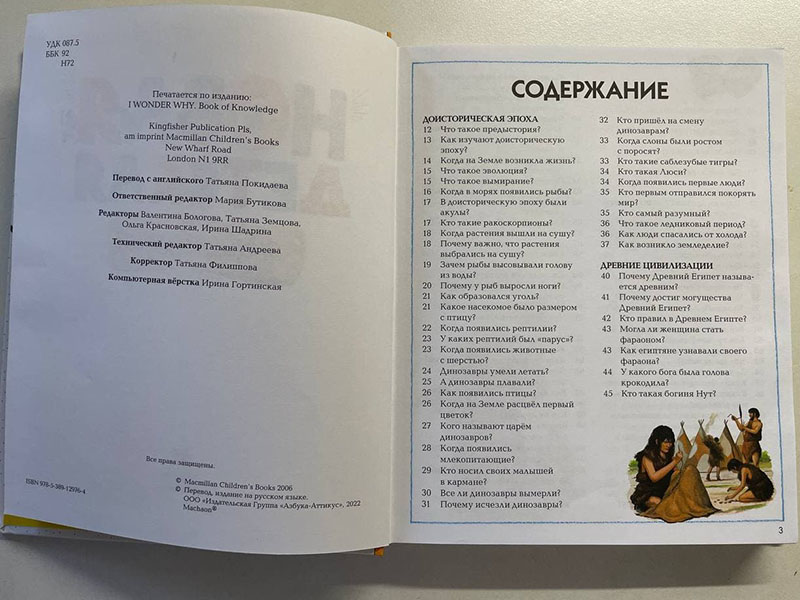 УДК 087.5
ББК 92
Н72
Печатается по изданию:
I WONDER WHY. Book of Knowledge
Kingfisher Publication Pls,
am imprint Macmillan Children's Books
New Wharf Road
London N1 9RR
Перевод с английского Татьяна Покидаева
Ответственный редактор Мария Бутикова
Редакторы Валентина Бологова, Татьяна Земцова,
Ольга Красновская, Ирина Шадрина
Технический редактор Татьяна Андреева
Корректор Татьяна Филиппова
Компьютерная вёрстка Ирина Гортинская
Все права защищены.
© Macmillan Children's Books 2006
© Перевод, издание на русском языке.
ООО «Издательская Группа «Азбука-Аттикус», 2022
Machaon®
ISBN 978-5-389-12936-4
СОДЕРЖАНИЕ
ДОИСТОРИЧЕСКАЯ ЭПОХА
12 Что такое предыстория?
13 Как изучают доисторическую
эпоху?
14 Когда на Земле возникла жизнь?
15 Что такое эволюция?
15 Что такое вымирание?
16 Когда в морях появились рыбы?
17 В доисторическую эпоху были
акулы?
17 Кто такие ракоскорпионы?
18 Когда растения вышли на сушу?
18 Почему важно, что растения
выбрались на сушу?
19 Зачем рыбы высовывали голову
из воды?
20 Почему у рыб выросли ноги?
21 Как образовался уголь?
21 Какое насекомое было размером
с птицу?
22 Когда появились рептилии?
23 У каких рептилий был «парус»?
23 Когда появились животные
с шерстью?
24 Динозавры умели летать?
25 А динозавры плавали?
26 Как появились птицы?
26 Когда на Земле расцвёл первый
цветок?
27 Кого называют царём
динозавров?
28 Когда появились
млекопитающие?
29 Кто носил своих малышей
в кармане?
30 Все ли динозавры вымерли?
31 Почему исчезли динозавры?
32 Кто пришёл на смену
динозаврам?
33 Когда слоны были ростом
с поросят?
33 Кто такие саблезубые тигры?
34 Кто такая Люси?
34 Когда появились первые люди?
35 Кто первым отправился покорять
мир?
35 Кто самый разумный?
36 Что такое ледниковый период?
36 Как люди спасались от холода?
37 Как возникло земледелие?
ДРЕВНИЕ ЦИВИЛИЗАЦИИ
40 Почему Древний Египет называ-
ется древним?
41 Почему достиг могущества
Древний Египет?
42 Кто правил в Древнем Египте?
43 Могла ли женщина стать
фараоном?
43 Как египтяне узнавали своего
фараона?
44 У какого бога была голова
крокодила?
45 Кто такая богиня Нут?
3